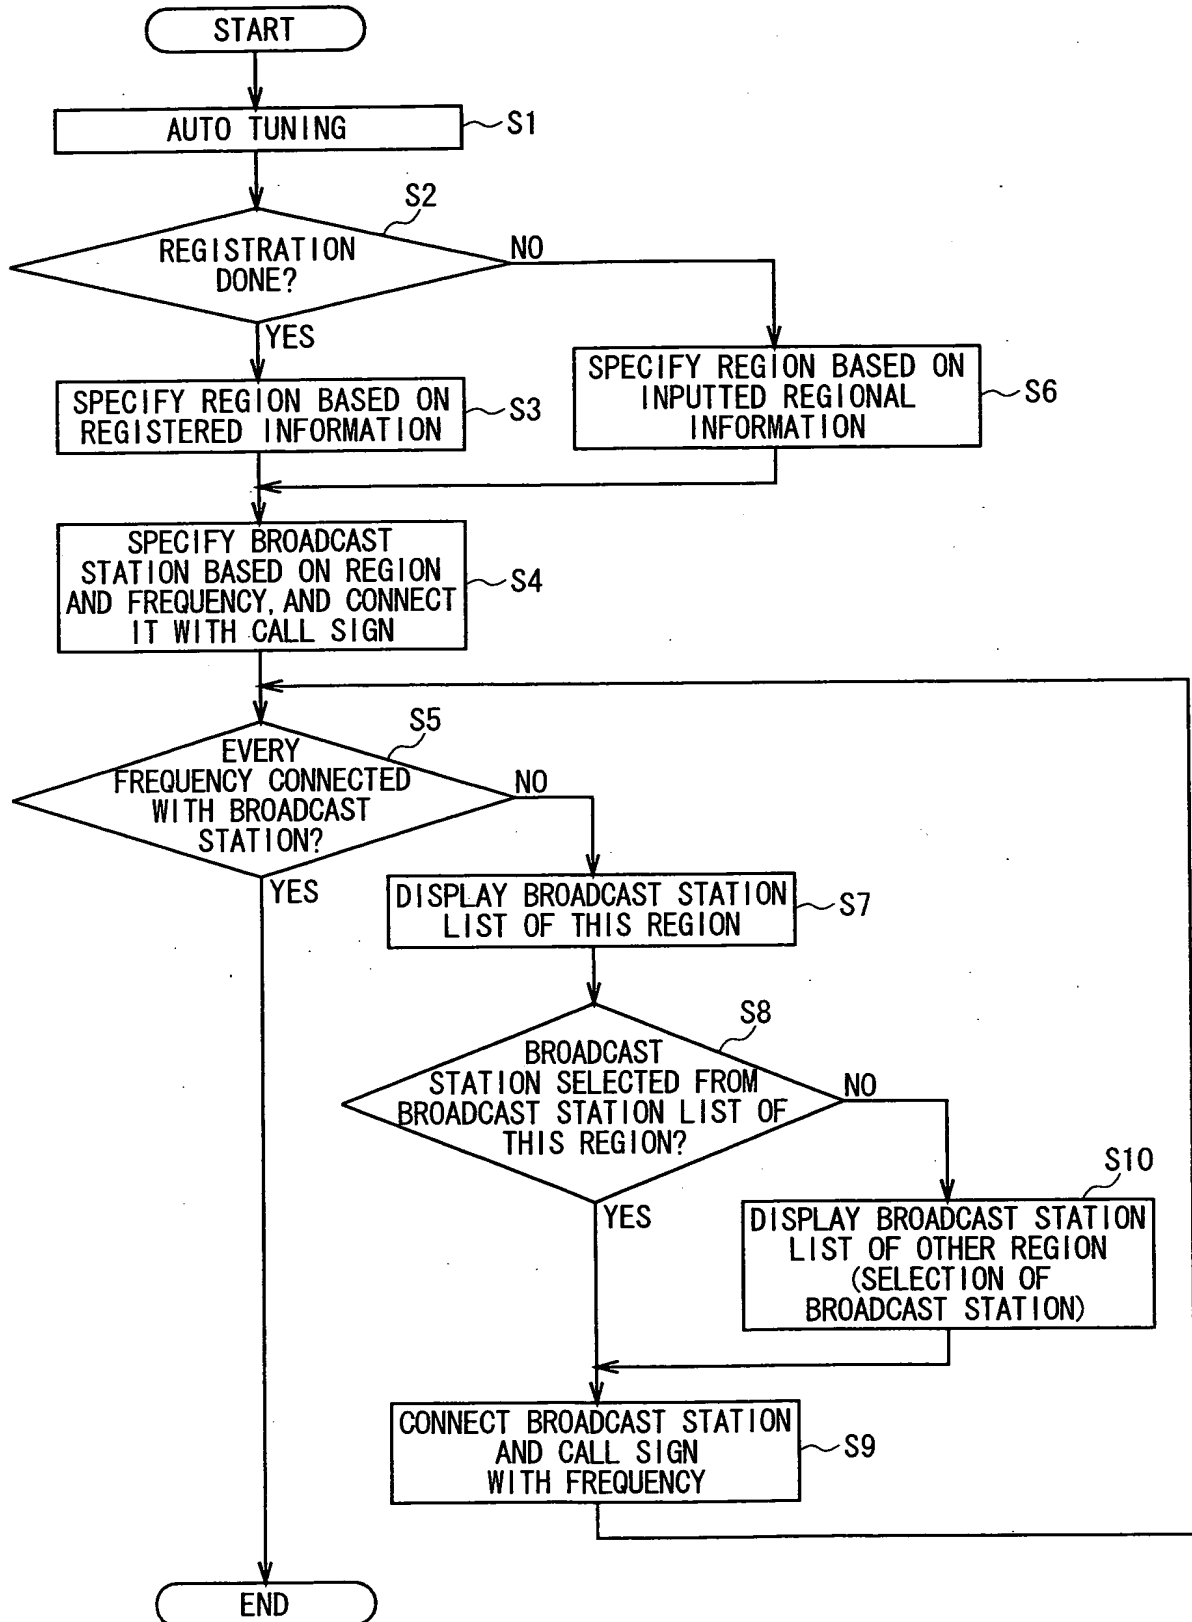 START
AUTO TUNING
S1
S2
REGISTRATION
DONE?
NO
YES
SPECIFY REGION BASED ON
REGISTERED INFORMATION
S3
SPECIFY REGION BASED ON
INPUTTED REGIONAL
INFORMATION
S6
SPECIFY BROADCAST
STATION BASED ON REGION
AND FREQUENCY, AND CONNECT
IT WITH CALL SIGN
S4
S5
EVERY
FREQUENCY CONNECTED
WITH BROADCAST
STATION?
NO
YES
DISPLAY BROADCAST STATION
LIST OF THIS REGION
S7
S8
BROADCAST
STATION SELECTED FROM
BROADCAST STATION LIST OF
THIS REGION?
NO
YES
S10
DISPLAY BROADCAST STATION
LIST OF OTHER REGION
(SELECTION OF
BROADCAST STATION)
CONNECT BROADCAST STATION
AND CALL SIGN
WITH FREQUENCY
S9
END